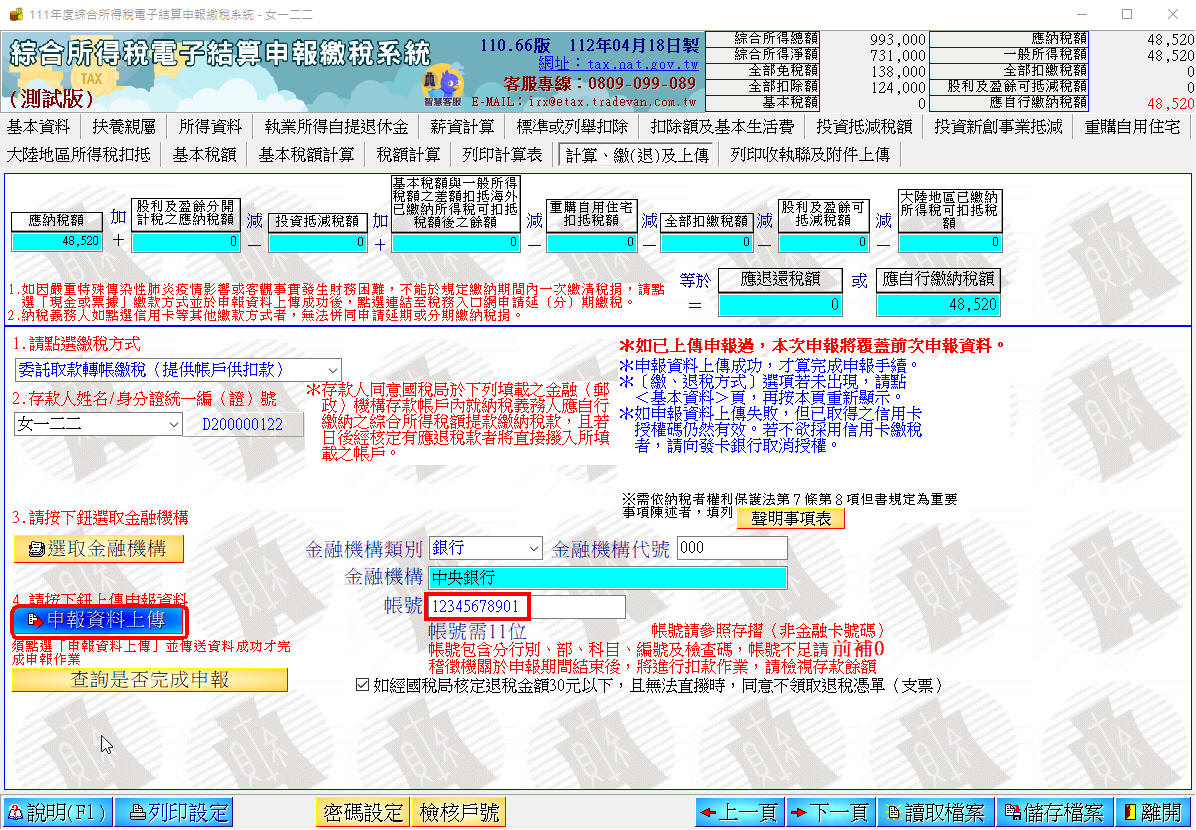 111年度綜合所得稅電子結算申報繳稅系統 - 女一二二
綜合所得稅電子結算申報繳稅系統
(測試版)
TAX
智慧客服
110.66版 112年04月18日製
網址：tax.nat.gov.tw
客服專線：0809-099-089
E-MAIL：irx@etax.tradevan.com.tw
綜合所得總額 993,000 應納稅額 48,520
綜合所得淨額 731,000 一般所得稅額 48,520
全部免稅額 138,000 全部扣繳稅額 0
全部扣除額 124,000 股利及盈餘可抵減稅額 0
基本稅額 0 應自行繳納稅額 48,520
基本資料 扶養親屬 所得資料 執業所得自提退休金 薪資計算 標準或列舉扣除 扣除額及基本生活費 投資抵減稅額 投資新創事業抵減 重購自用住宅
大陸地區所得稅扣抵 基本稅額 基本稅額計算 稅額計算 列印計算表 計算、繳(退)及上傳 列印收執聯及附件上傳
應納稅額
48,520
加
＋
股利及盈餘分開
計稅之應納稅額
0
減
－
投資抵減稅額
0
加
＋
基本稅額與一般所得
稅額之差額扣抵海外
已繳納所得稅可扣抵
稅額後之餘額
0
減
－
重購自用住宅
扣抵稅額
0
減
－
全部扣繳稅額
0
減
－
股利及盈餘可
抵減稅額
0
減
－
大陸地區已繳納
所得稅可扣抵稅
額
0
1.如因嚴重特殊傳染性肺炎疫情影響或客觀事實發生財務困難，不能於規定繳納期間內一次繳清稅捐，請點
選「現金或票據」繳款方式並於申報資料上傳成功後，點選連結至稅務入口網申請延（分）期繳稅。
2.納稅義務人如點選信用卡等其他繳款方式者，無法併同申請延期或分期繳納稅捐。
等於
＝
應退還稅額
0
或
應自行繳納稅額
48,520
1.請點選繳稅方式
委託取款轉帳繳稅（提供帳戶供扣款）
2.存款人姓名/身分證統一編（證）號
女一二二 D200000122
＊存款人同意國稅局於下列填載之金融（郵
政）機構存款帳戶內就納稅義務人應自行
繳納之綜合所得稅額提款繳納稅款，且若
日後經核定有應退稅款者將直接撥入所填
載之帳戶。
＊如已上傳申報過，本次申報將覆蓋前次申報資料。
＊申報資料上傳成功，才算完成申報手續。
＊〔繳、退稅方式〕選項若未出現，請點
＜基本資料＞頁，再按本頁重新顯示。
＊如申報資料上傳失敗，但已取得之信用卡
授權碼仍然有效。若不欲採用信用卡繳稅
者，請向發卡銀行取消授權。
※需依納稅者權利保護法第7條第8項但書規定為重要
事項陳述者，填列 聲明事項表
3.請按下鈕選取金融機構
選取金融機構
金融機構類別 銀行 金融機構代號 000
金融機構 中央銀行
帳號 12345678901
4.請按下鈕上傳申報資料
申報資料上傳
須點選「申報資料上傳」並傳送資料成功才完
成申報作業
查詢是否完成申報
帳號需11位 帳號請參照存摺（非金融卡號碼）
帳號包含分行別、部、科目、編號及檢查碼，帳號不足請 前補0
稽徵機關於申報期間結束後，將進行扣款作業，請檢視存款餘額
如經國稅局核定退稅金額30元以下，且無法直撥時，同意不領取退稅憑單（支票）
說明(F1) 列印設定 密碼設定 檢核戶號 上一頁 下一頁 讀取檔案 儲存檔案 離開